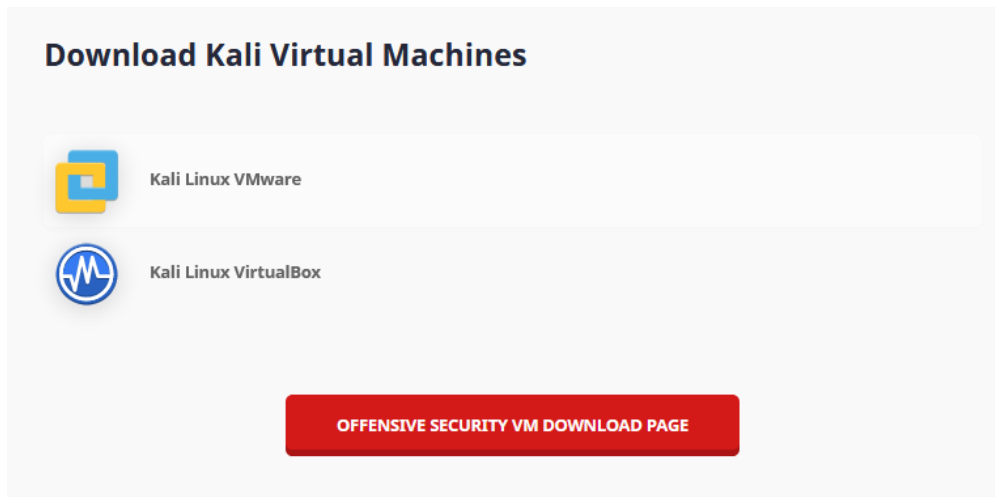 Download Kali Virtual Machines
Kali Linux VMware
Kali Linux VirtualBox
OFFENSIVE SECURITY VM DOWNLOAD PAGE